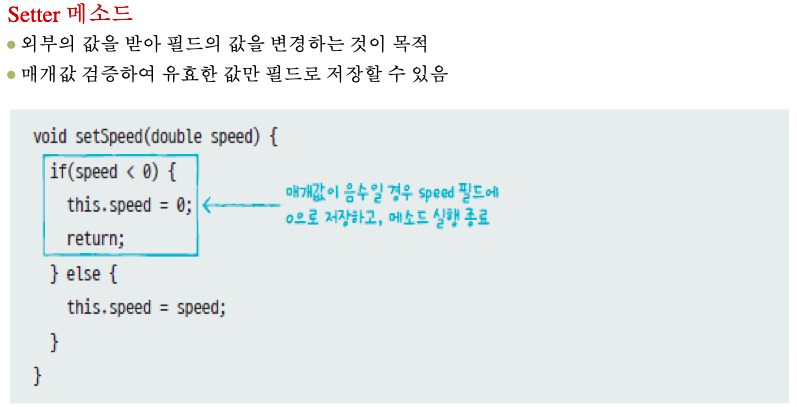 Setter 메소드
외부의 값을 받아 필드의 값을 변경하는 것이 목적
매개값 검증하여 유효한 값만 필드로 저장할 수 있음
void setSpeed(double speed) {
if(speed < 0) {
this.speed = 0;
return;
매개값이 음수일 경우 speed 필드에
0으로 저장하고, 메소드 실행 종료
} else {
this.speed = speed;
}
}